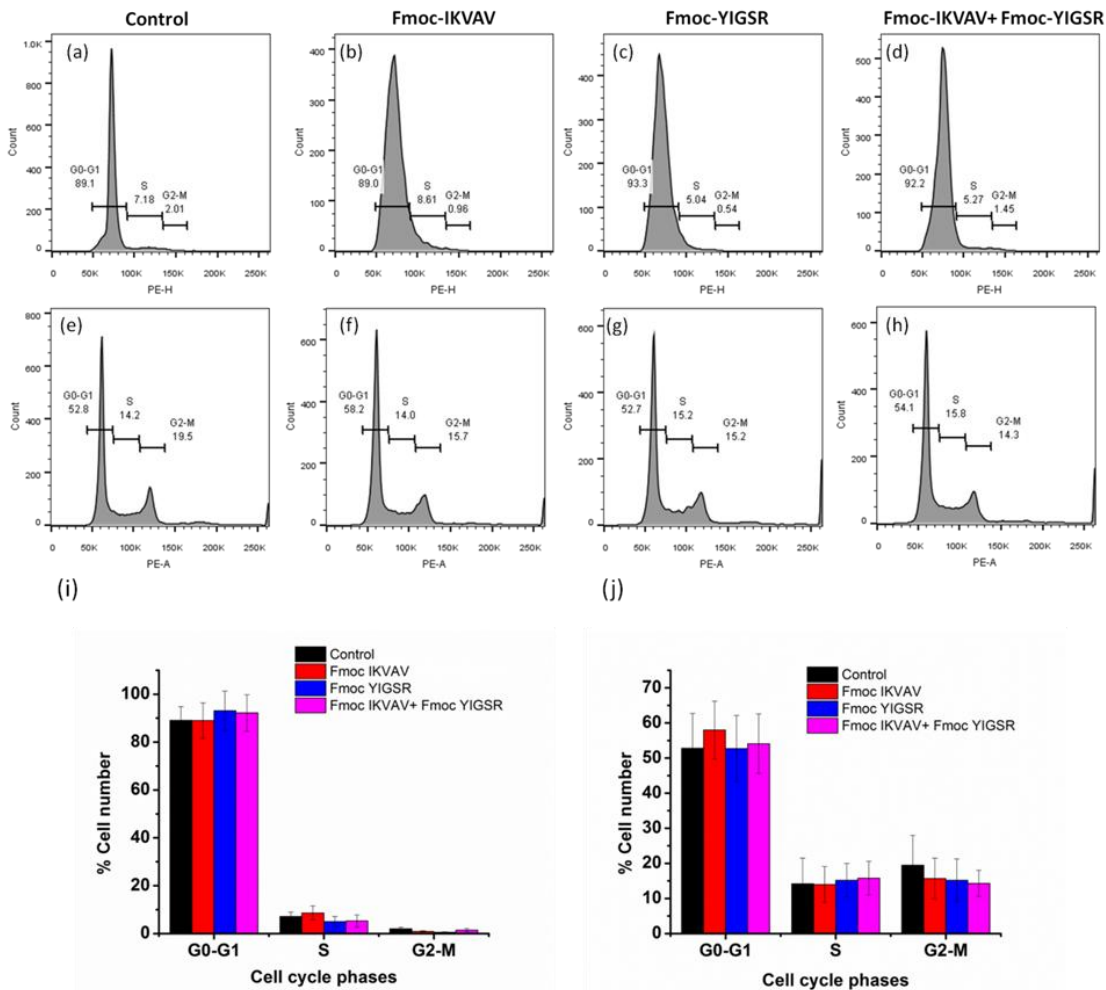 Control
Fmoc-IKVAV
Fmoc-YIGSR
Fmoc-IKVAV+ Fmoc-YIGSR
(a)
1.0K
800
600
400
200
0
Count
G0-G1
89.1
S
7.18
G2-M
2.01
0 50K 100K 150K 200K 250K
PE-H
(b)
400
300
200
100
0
Count
G0-G1
89.0
S
8.61
G2-M
0.96
0 50K 100K 150K 200K 250K
PE-H
(c)
500
400
300
200
100
0
Count
G0-G1
93.3
S
5.04
G2-M
0.54
0 50K 100K 150K 200K 250K
PE-H
(d)
500
400
300
200
100
0
Count
G0-G1
92.2
S
5.27
G2-M
1.45
0 50K 100K 150K 200K 250K
PE-H
(e)
800
600
400
200
0
Count
G0-G1
52.8
S
14.2
G2-M
19.5
0 50K 100K 150K 200K 250K
PE-A
(f)
600
400
200
0
Count
G0-G1
58.2
S
14.0
G2-M
15.7
0 50K 100K 150K 200K 250K
PE-A
(g)
600
400
200
0
Count
G0-G1
52.7
S
15.2
G2-M
15.2
0 50K 100K 150K 200K 250K
PE-A
(h)
600
400
200
0
Count
G0-G1
54.1
S
15.8
G2-M
14.3
0 50K 100K 150K 200K 250K
PE-A
(i)
Control
Fmoc IKVAV
Fmoc YIGSR
Fmoc IKVAV+ Fmoc YIGSR
100
80
60
40
20
0
% Cell number
G0-G1 S G2-M
Cell cycle phases
(j)
Control
Fmoc IKVAV
Fmoc YIGSR
Fmoc IKVAV+ Fmoc YIGSR
70
60
50
40
30
20
10
0
% Cell number
G0-G1 S G2-M
Cell cycle phases